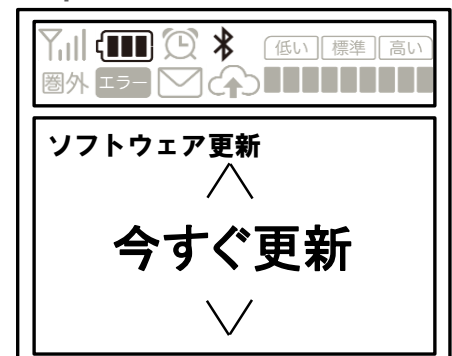 低い 標準 高い
圏外 エラー
ソフトウェア更新
今すぐ更新